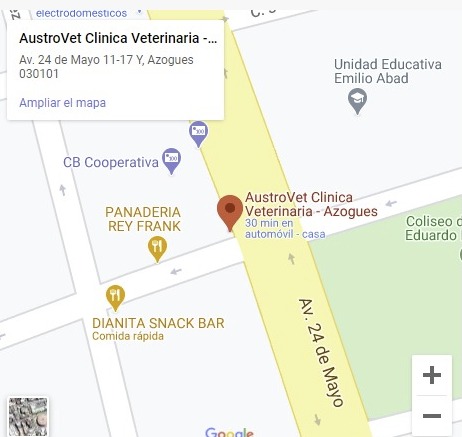 electrodomésticos
C. S
AustroVet Clinica Veterinaria -...
Av. 24 de Mayo 11-17 Y, Azogues
030101
Ampliar el mapa
Unidad Educativa
Emilio Abad
CB Cooperativa
AustroVet Clinica
Veterinaria - Azogues
30 min en
automóvil - casa
PANADERIA
REY FRANK
Coliseo d
Eduardo
DIANITA SNACK BAR
Comida rápida
Av. 24 de Mayo
+
−
Google